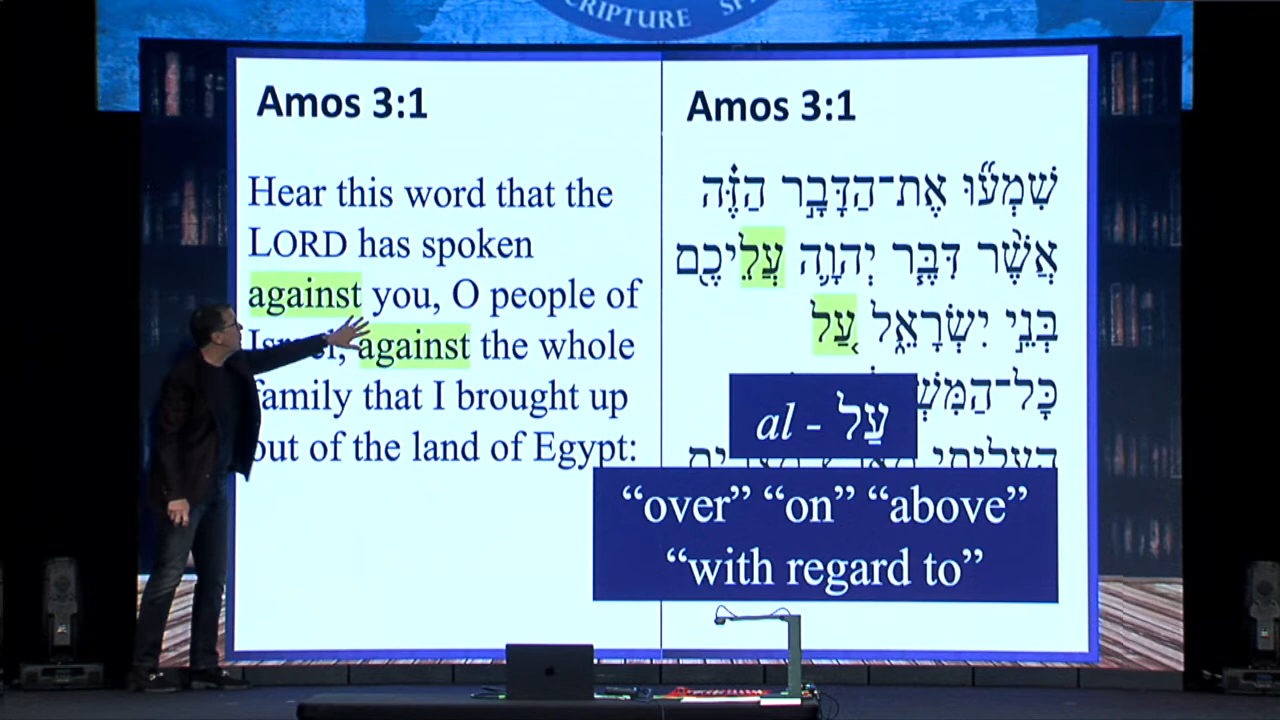 SCRIPTURE
Amos 3:1
Hear this word that the
LORD has spoken
against you, O people of
against the whole
family that I brought up
out of the land of Egypt:
Amos 3:1
שִׁמְע֞וּ אֶת־הַדָּבָ֣ר הַזֶּ֗ה
אֲשֶׁ֨ר דִּבֶּ֧ר יְהוָ֛ה עֲלֵיכֶ֖ם
בְּנֵ֣י יִשְׂרָאֵ֑ל עַ֚ל
al - עַל
“over” “on” “above”
“with regard to”